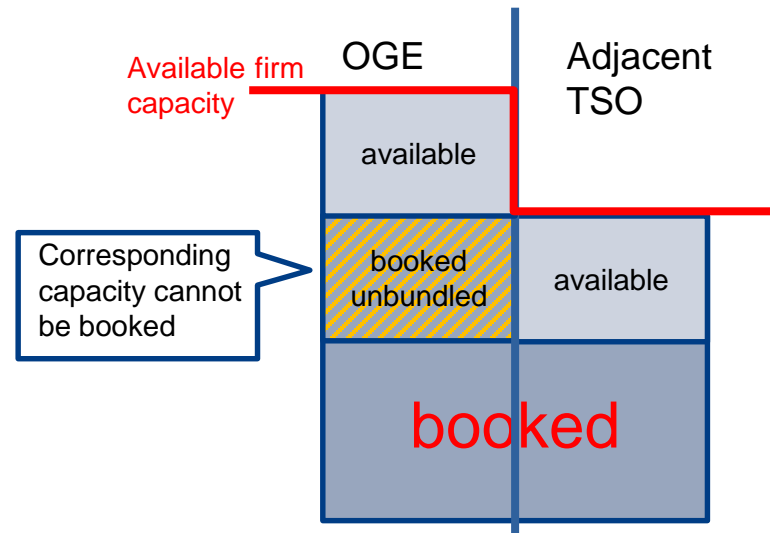 OGE
Adjacent
TSO
Available firm
capacity
available
Corresponding
capacity cannot
be booked
booked
unbundled
available
booked